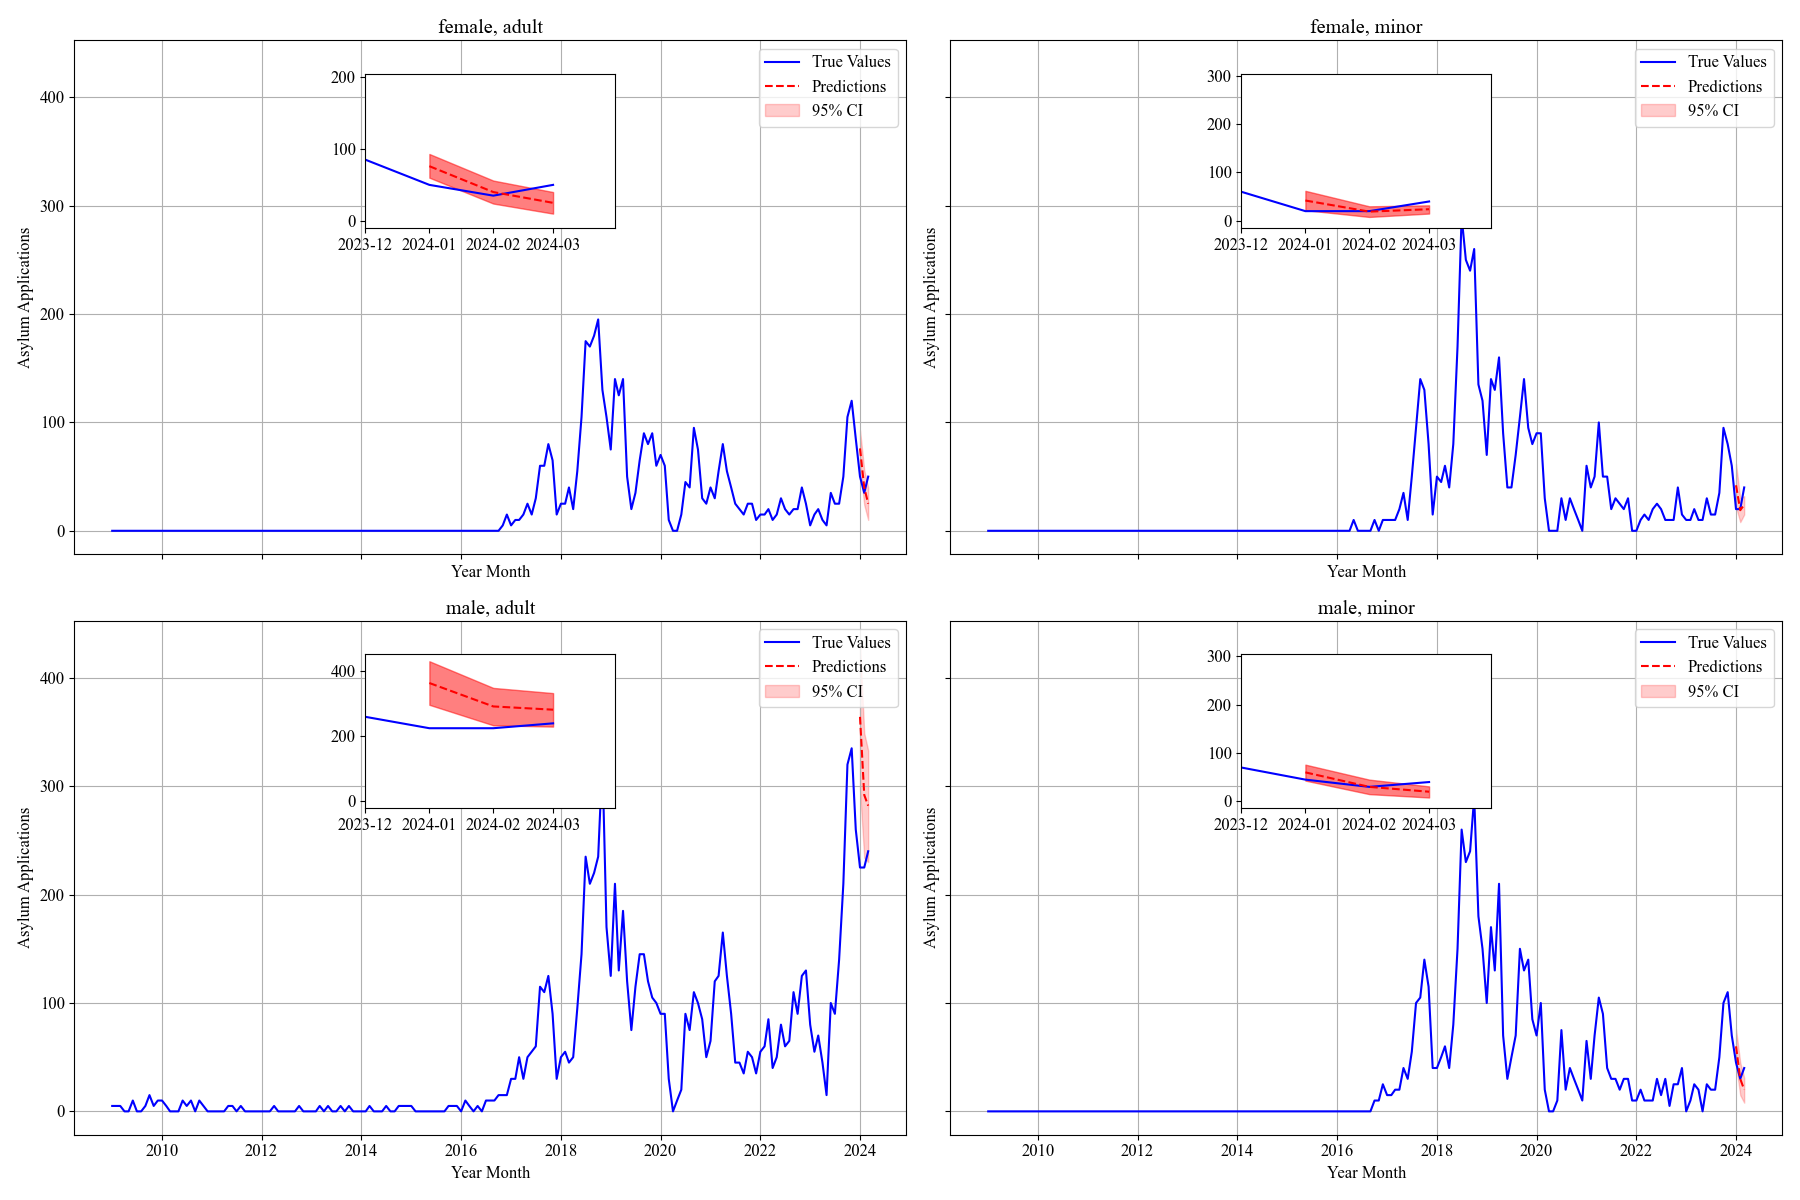 female, adult
Asylum Applications
400
300
200
100
0
True Values
Predictions
95% CI
200
100
0
2023-12 2024-01 2024-02 2024-03
Year Month
female, minor
Asylum Applications
True Values
Predictions
95% CI
300
200
100
0
2023-12 2024-01 2024-02 2024-03
Year Month
male, adult
Asylum Applications
400
300
200
100
0
True Values
Predictions
95% CI
400
200
0
2023-12 2024-01 2024-02 2024-03
2010 2012 2014 2016 2018 2020 2022 2024
Year Month
male, minor
Asylum Applications
True Values
Predictions
95% CI
300
200
100
0
2023-12 2024-01 2024-02 2024-03
2010 2012 2014 2016 2018 2020 2022 2024
Year Month